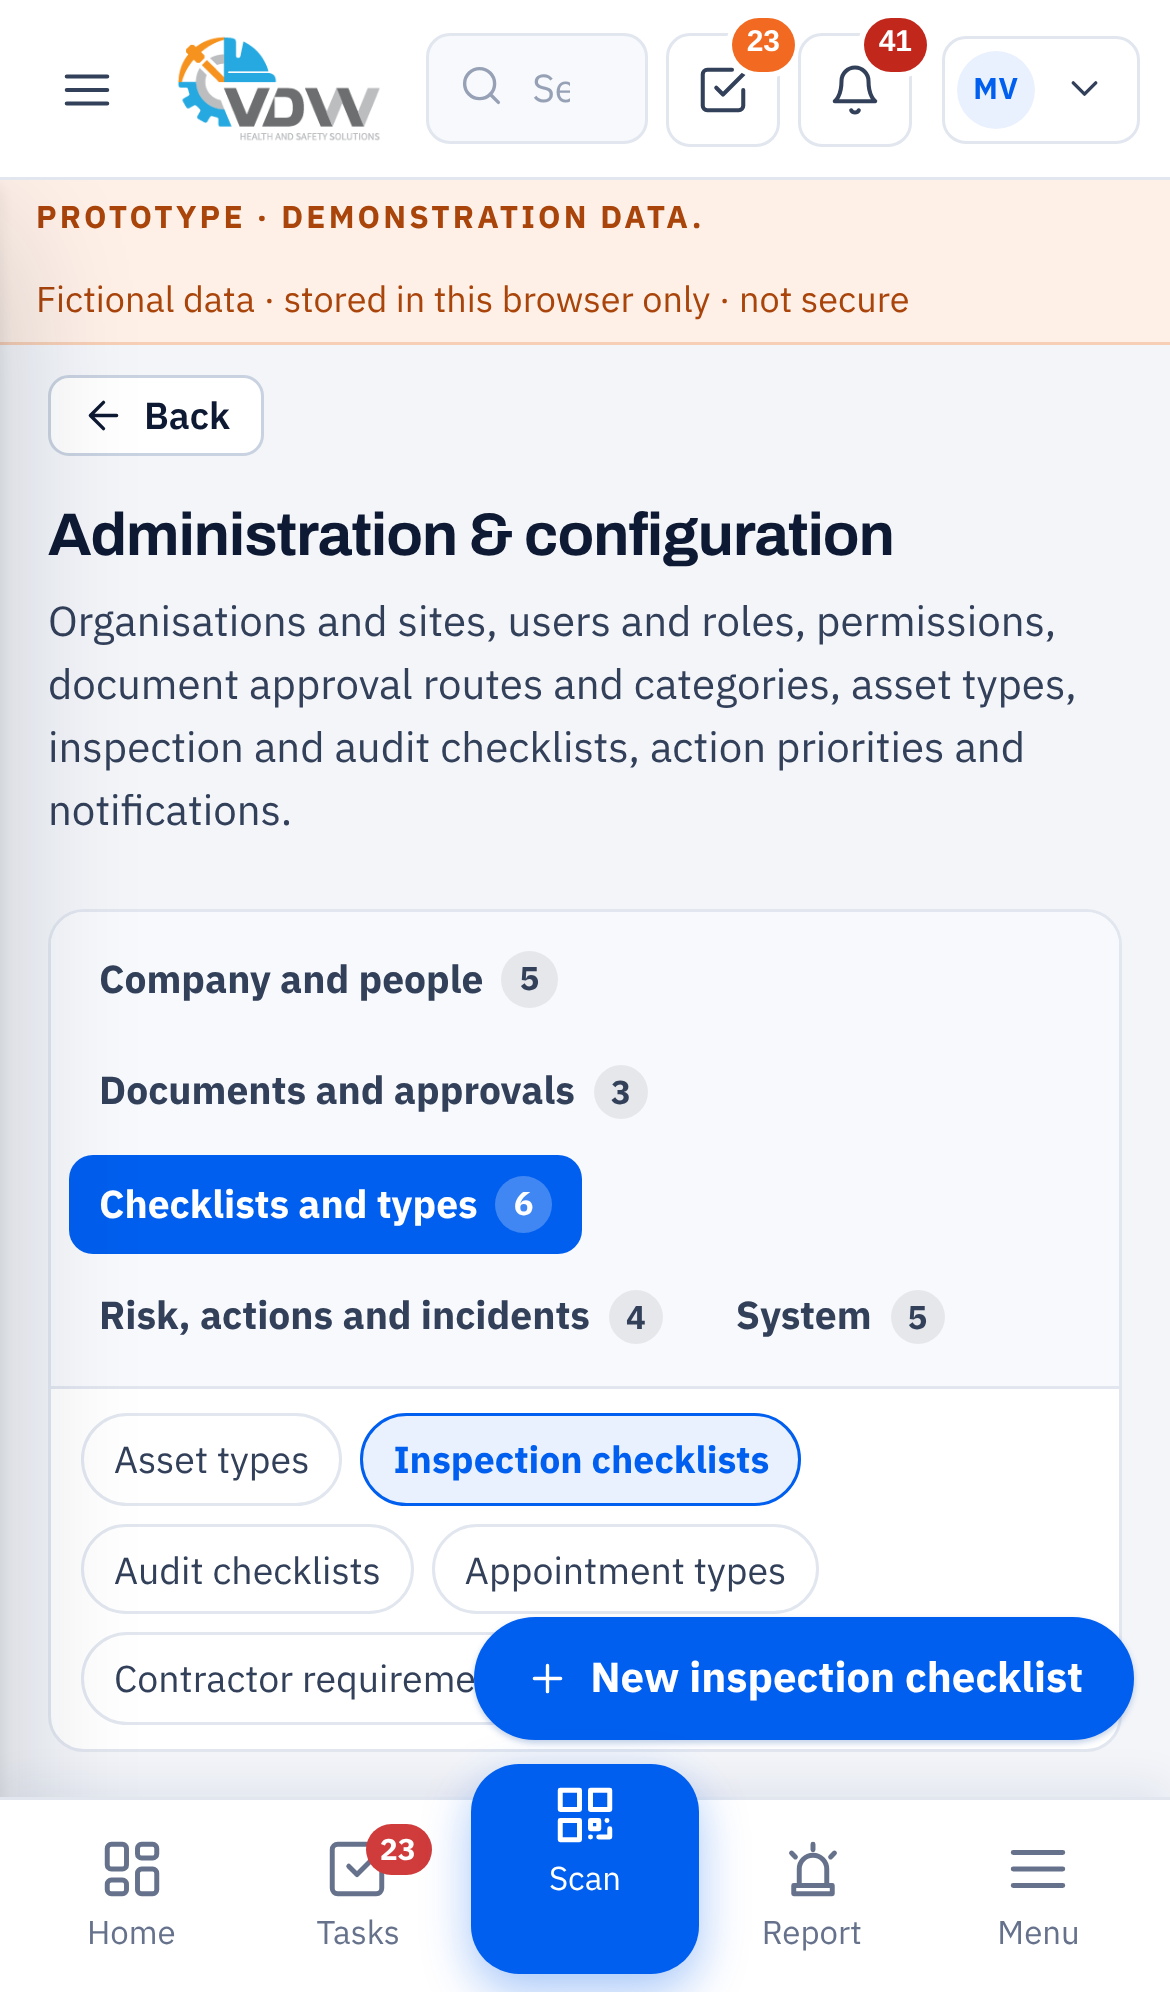 VDW
HEALTH AND SAFETY SOLUTIONS
Se
23
41
MV
PROTOTYPE · DEMONSTRATION DATA.
Fictional data · stored in this browser only · not secure
Back
Administration & configuration
Organisations and sites, users and roles, permissions,
document approval routes and categories, asset types,
inspection and audit checklists, action priorities and
notifications.
Company and people 5
Documents and approvals 3
Checklists and types 6
Risk, actions and incidents 4 System 5
Asset types Inspection checklists
Audit checklists Appointment types
Contractor requireme
New inspection checklist
Home
Tasks 23
Scan
Report
Menu